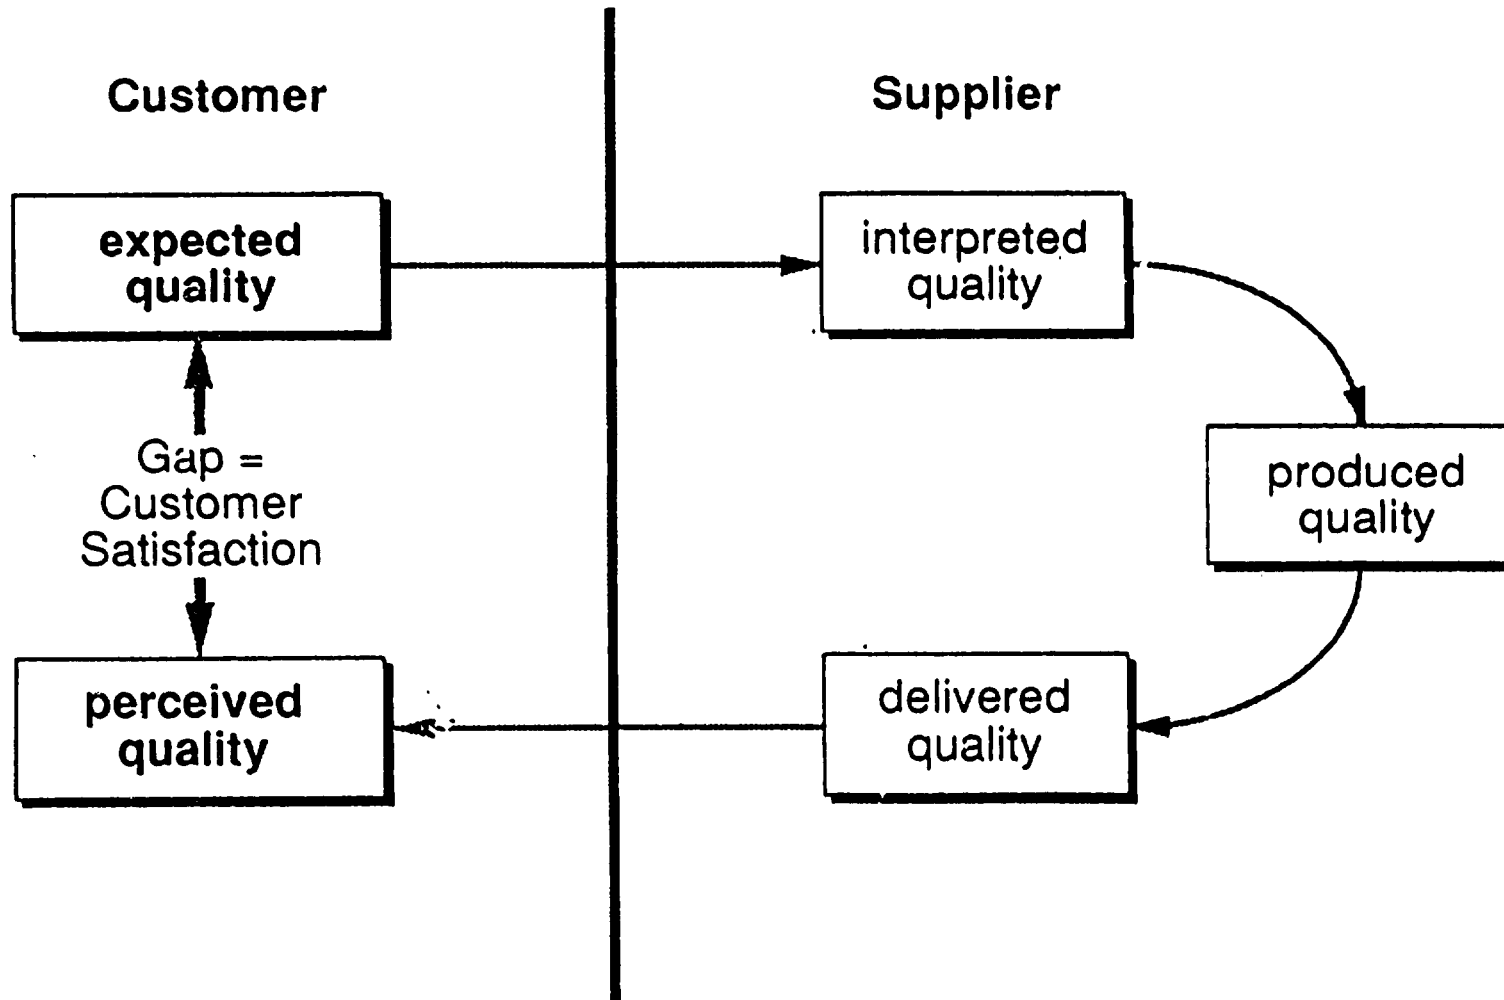 Customer
Supplier
expected
quality
interpreted
quality
Gap =
Customer
Satisfaction
produced
quality
perceived
quality
delivered
quality